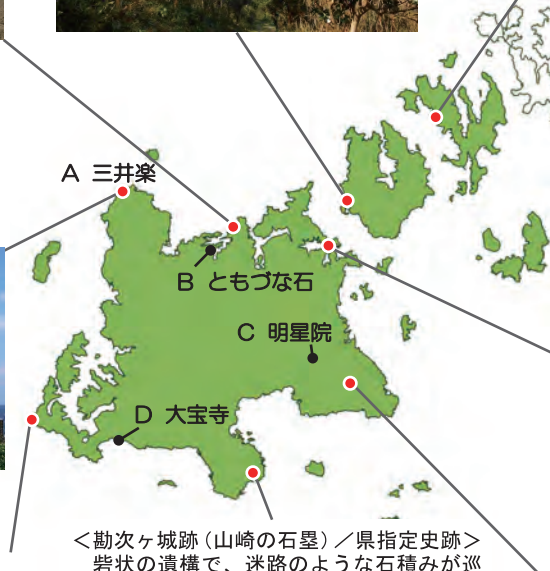 A 三井楽
B ともづな石
C 明星院
D 大宝寺
＜勘次ヶ城跡（山崎の石塁）／県指定史跡＞
砦状の遺構で、迷路のような石積みが巡